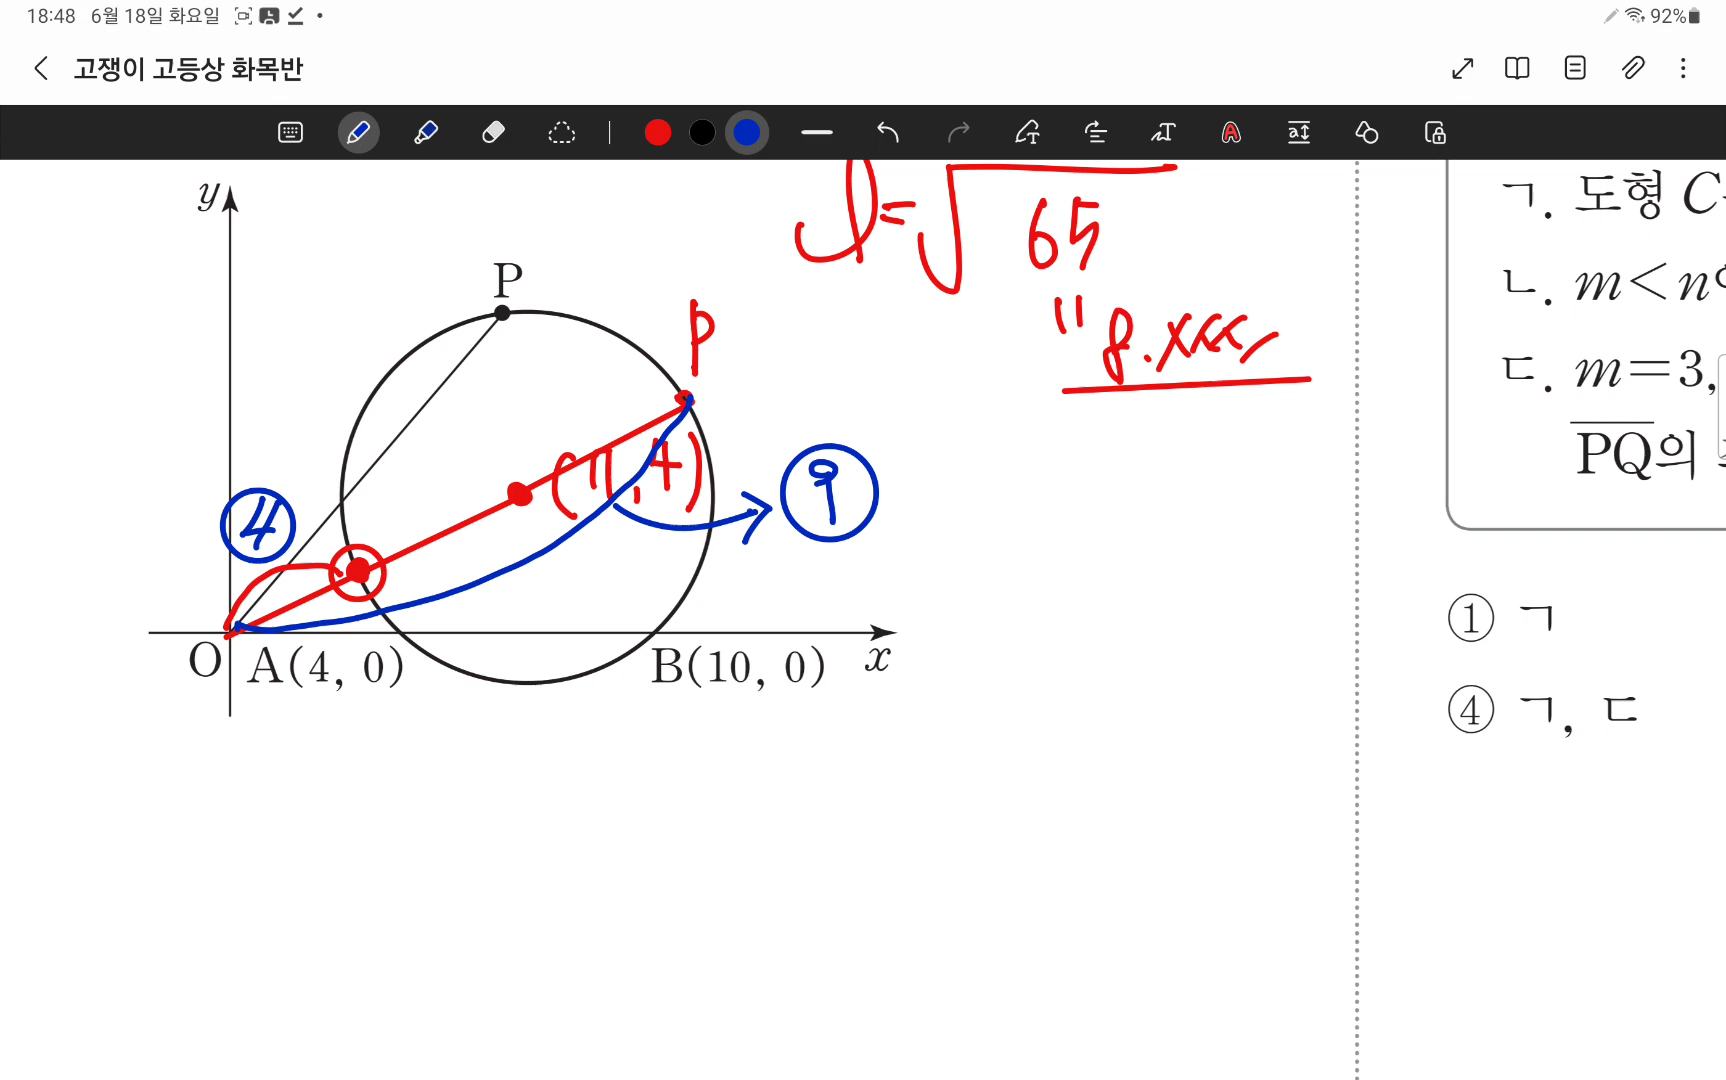 18:48 6월 18일 화요일
92%
고쟁이 고등상 화목반
y
P
P
(7, 4)
4
9
O A(4, 0) B(10, 0) x
l=√65
" 8.xxx
ㄱ. 도형 C
ㄴ. m<n
ㄷ. m=3,
PQ의
① ㄱ
④ ㄱ, ㄷ